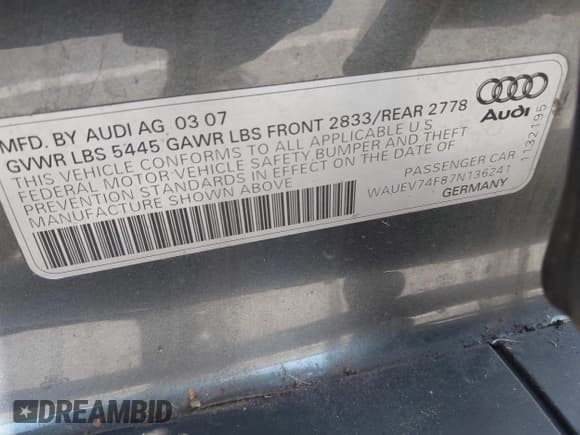 MFD. BY AUDI AG 03 07
GVWR LBS 5445 GAWR LBS FRONT 2833/REAR 2778
THIS VEHICLE CONFORMS TO ALL APPLICABLE U S
FEDERAL MOTOR VEHICLE SAFETY, BUMPER AND THEFT
PREVENTION STANDARDS IN EFFECT ON THE DATE OF
MANUFACTURE SHOWN ABOVE
Audi
PASSENGER CAR
WAUEV74F87N136241
GERMANY
1132195
DREAMBID